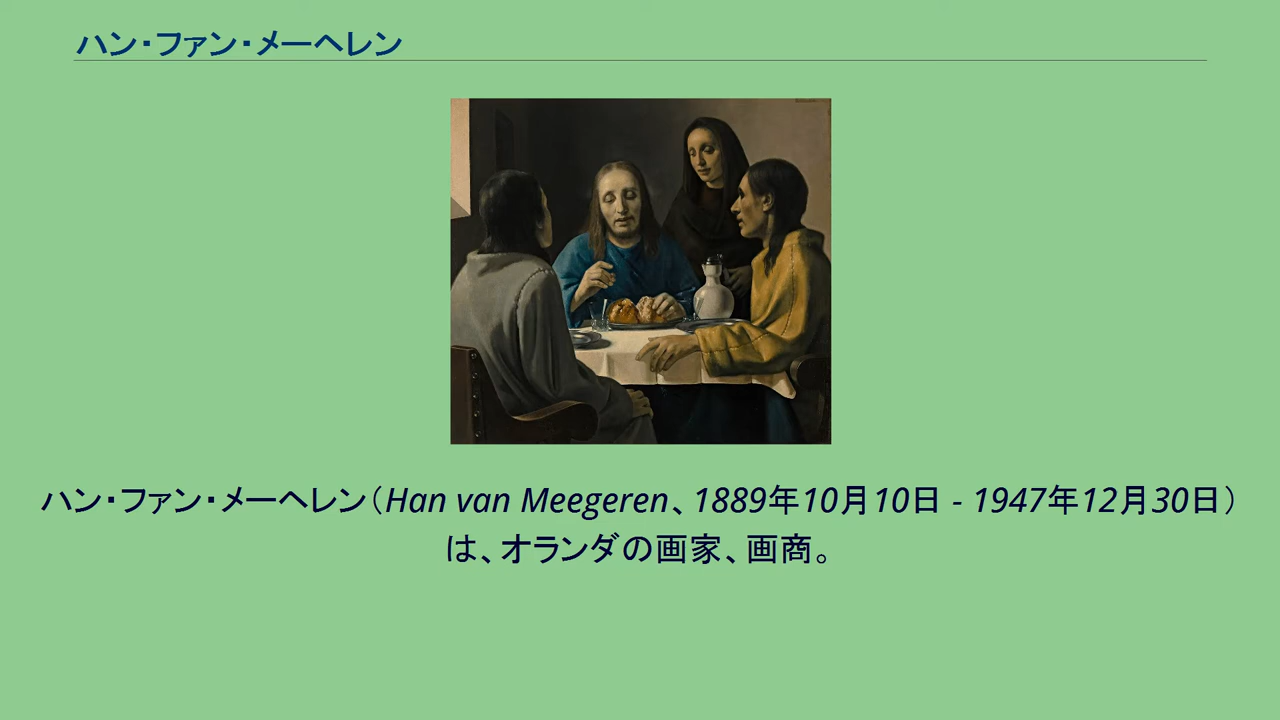 ハン・ファン・メーヘレン
ハン・ファン・メーヘレン（Han van Meegeren、1889年10月10日 - 1947年12月30日）
は、オランダの画家、画商。